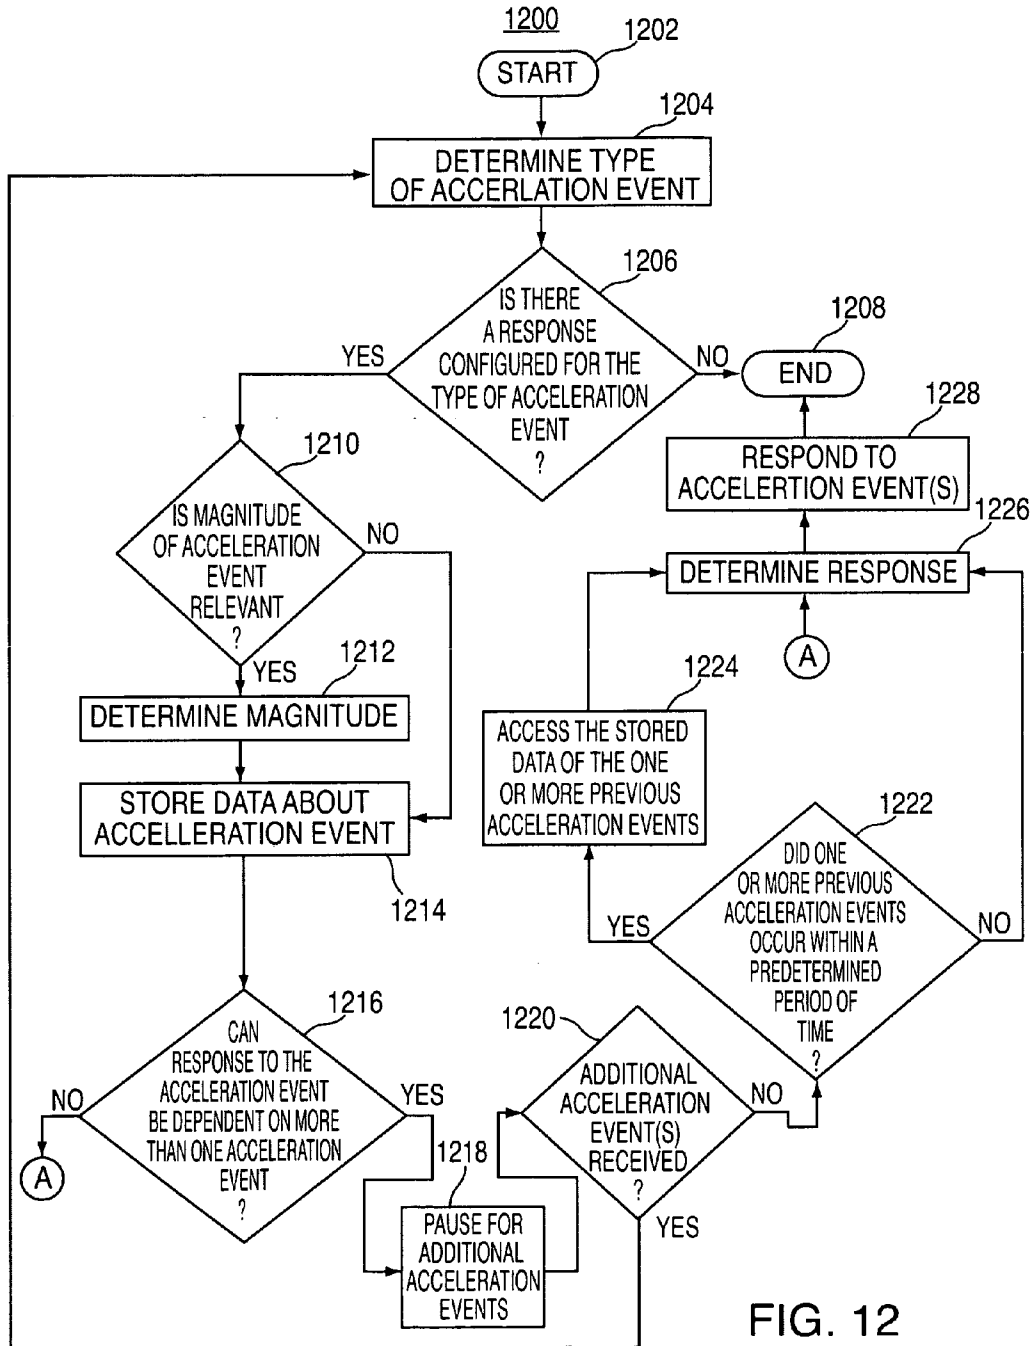 1200
1202
START
1204
DETERMINE TYPE
OF ACCERLATION EVENT
1206
IS THERE
A RESPONSE
CONFIGURED FOR THE
TYPE OF ACCELERATION
EVENT
?
YES
NO
1208
END
1210
IS MAGNITUDE
OF ACCELERATION
EVENT
RELEVANT
?
NO
YES
1212
DETERMINE MAGNITUDE
STORE DATA ABOUT
ACCELLERATION EVENT
1214
1216
CAN
RESPONSE TO THE
ACCELERATION EVENT
BE DEPENDENT ON MORE
THAN ONE ACCELERATION
EVENT
?
NO
A
YES
1218
PAUSE FOR
ADDITIONAL
ACCELERATION
EVENTS
1220
ADDITIONAL
ACCELERATION
EVENT(S)
RECEIVED
?
YES
NO
1222
DID ONE
OR MORE PREVIOUS
ACCELERATION EVENTS
OCCUR WITHIN A
PREDETERMINED
PERIOD OF
TIME
?
YES
NO
1224
ACCESS THE STORED
DATA OF THE ONE
OR MORE PREVIOUS
ACCELERATION EVENTS
A
1226
DETERMINE RESPONSE
1228
RESPOND TO
ACCELERTION EVENT(S)
FIG. 12